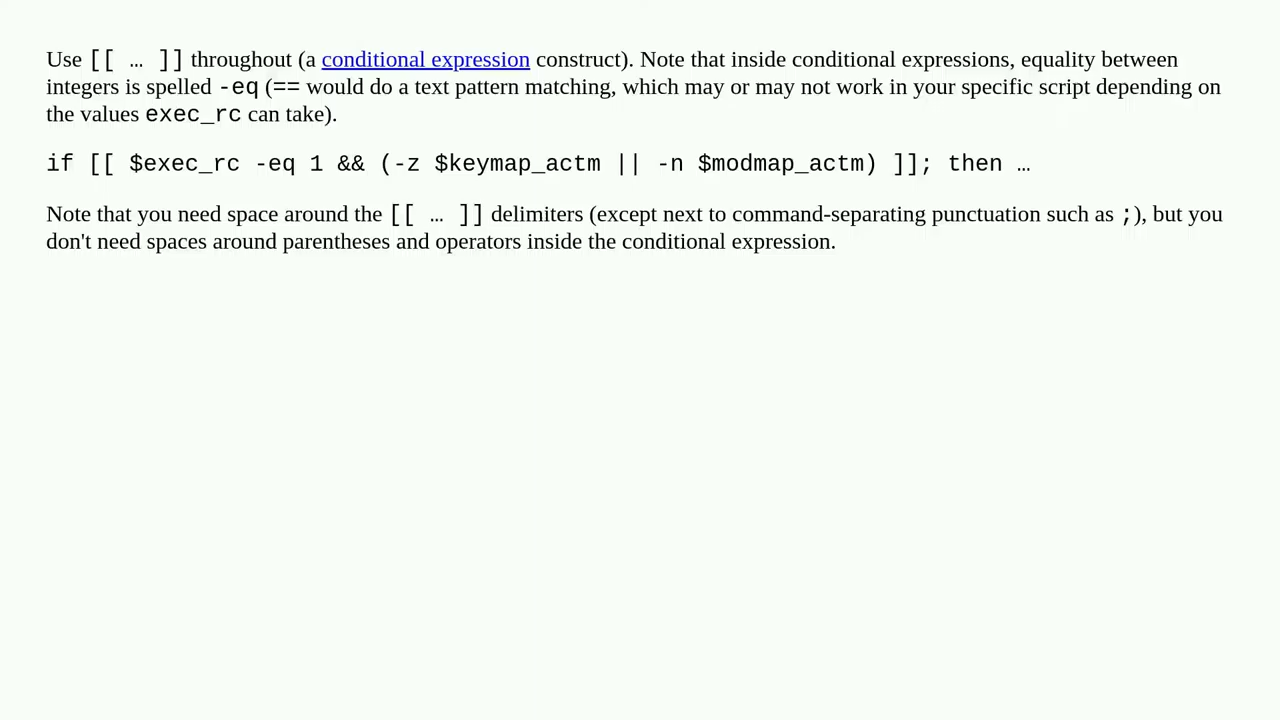 Use [[ … ]] throughout (a conditional expression construct). Note that inside conditional expressions, equality between
integers is spelled -eq (== would do a text pattern matching, which may or may not work in your specific script depending on
the values exec_rc can take).
if [[ $exec_rc -eq 1 && (-z $keymap_actm || -n $modmap_actm) ]]; then …
Note that you need space around the [[ … ]] delimiters (except next to command-separating punctuation such as ;), but you
don't need spaces around parentheses and operators inside the conditional expression.